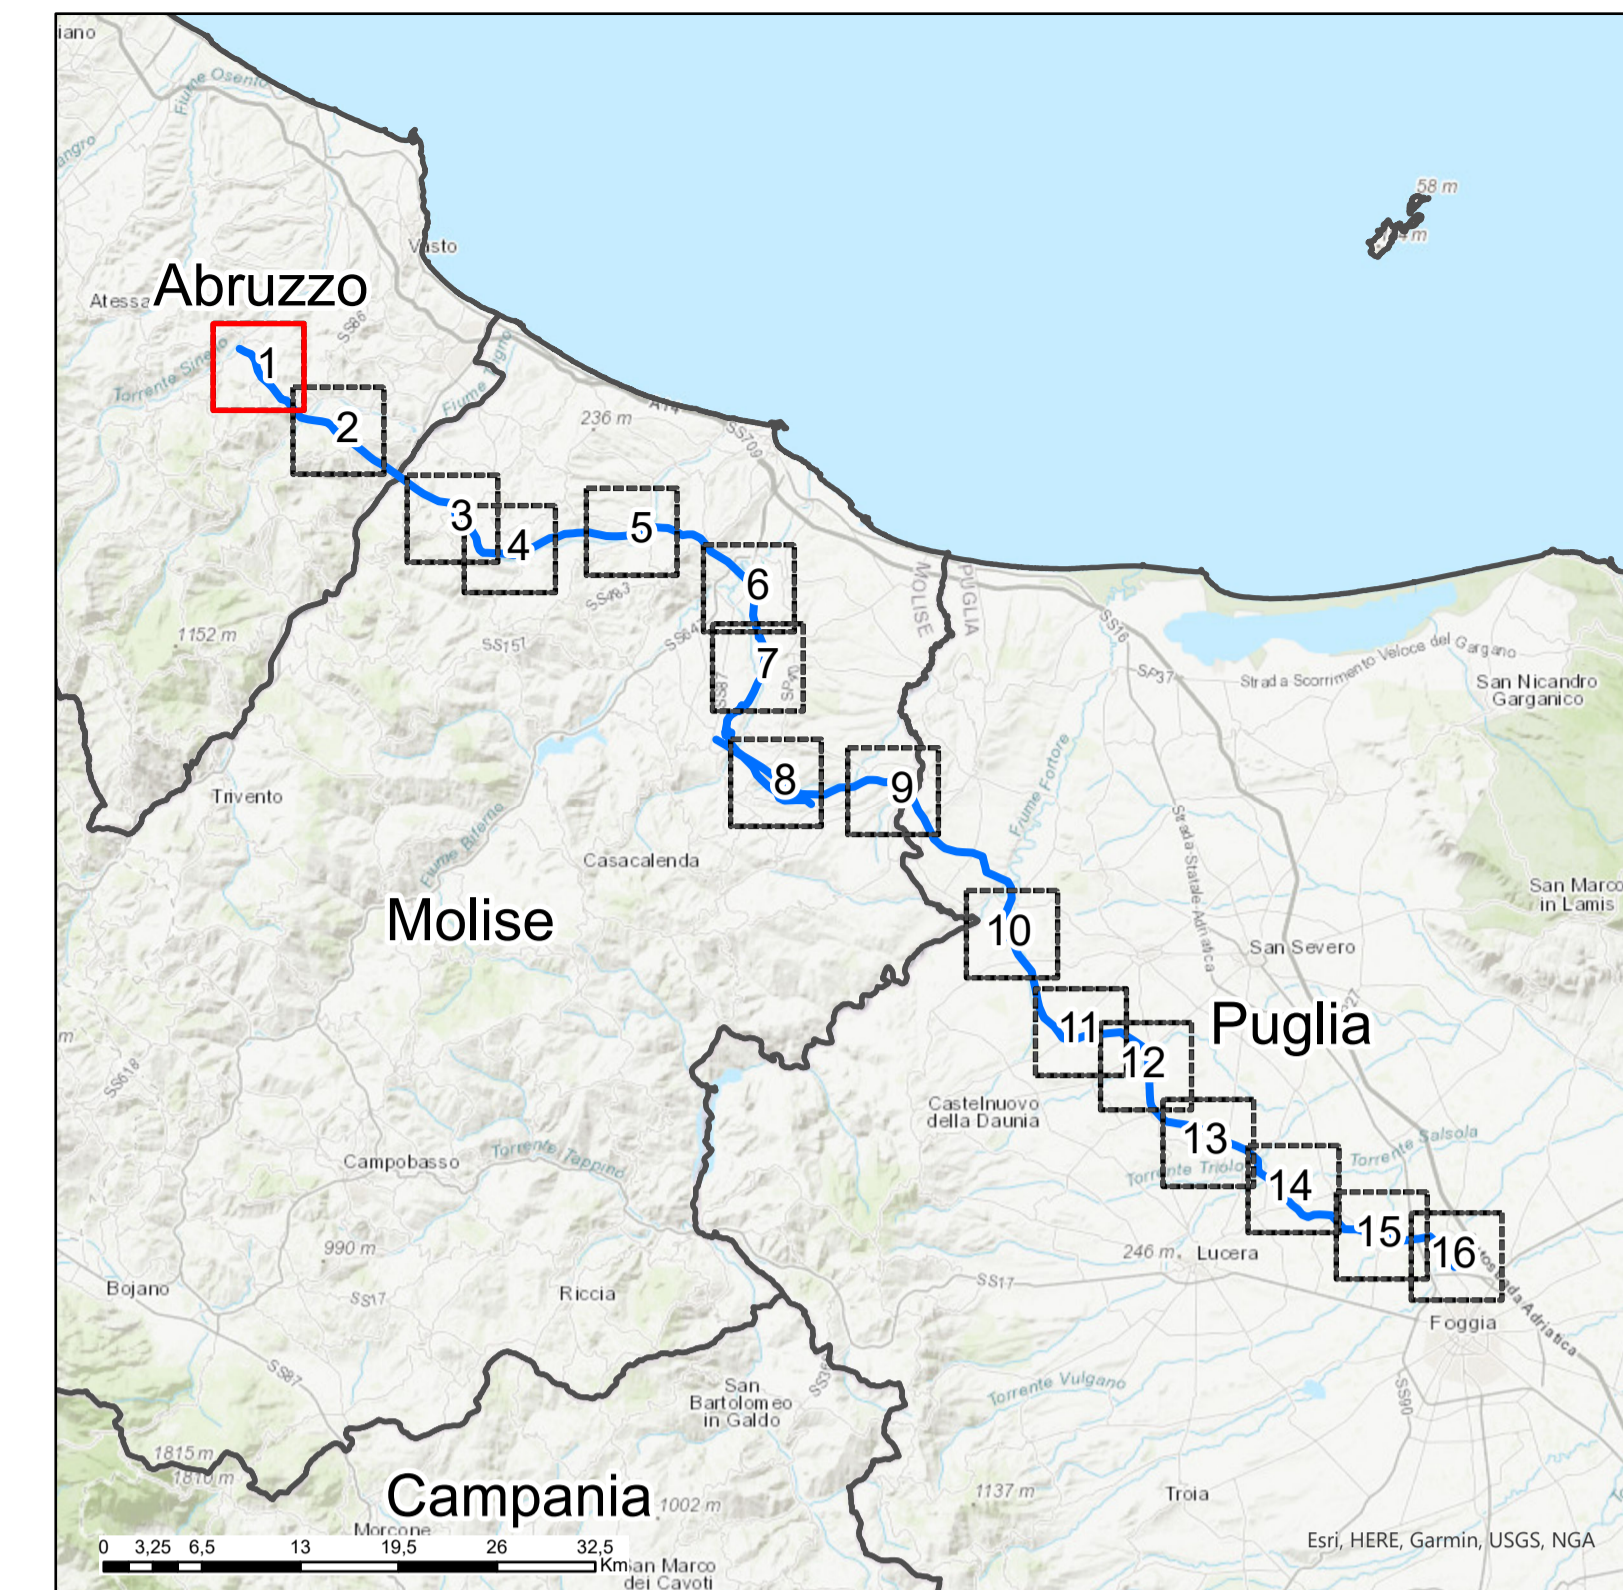 iano
Fiume Osento
angro
58 m
4 m
Vasto
Abruzzo
Atessa
SS86
1
Torrente Sinello
Fiume Trigno
2
236 m
A14
SS709
3
4
5
6
SS483
MOLISE
PUGLIA
SS16
1152 m
SS157
SS647
7
SS87
SP40
SP37
Strada Scorrimento Veloce del Gargano
San Nicandro
Garganico
Trivento
8
9
Fiume Fortore
Strada Statale Adriatica
Fiume Biferno
Casacalenda
San Marco
in Lamis
Molise
10
San Severo
m
11
Puglia
12
SS618
Castelnuovo
della Daunia
13
Torrente Salsola
Torrente Tappino
Campobasso
Torrente Triolo
14
15
16
990 m
246 m
Lucera
Bojano
SS17
Riccia
SS17
Foggia
SS87
San
Bartolomeo
in Galdo
Torrente Vulgano
SS90
1815 m
1810 m
Campania
1002 m
1137 m
Troia
Morcone
Esri, HERE, Garmin, USGS, NGA
0 3,25 6,5 13 19,5 26 32,5
Km
San Marco
dei Cavoti